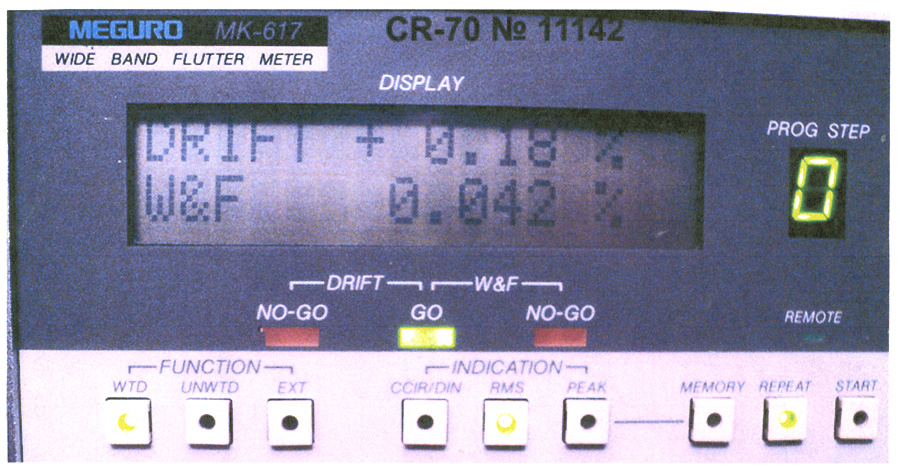 MEGURO MK-617 CR-70 № 11142
WIDE BAND FLUTTER METER
DISPLAY
DRIFT + 0.18 %
W&F 0.042 %
PROG STEP
0
DRIFT W&F
NO-GO GO NO-GO
REMOTE
FUNCTION INDICATION
WTD UNWTD EXT CCIR/DIN RMS PEAK MEMORY REPEAT START